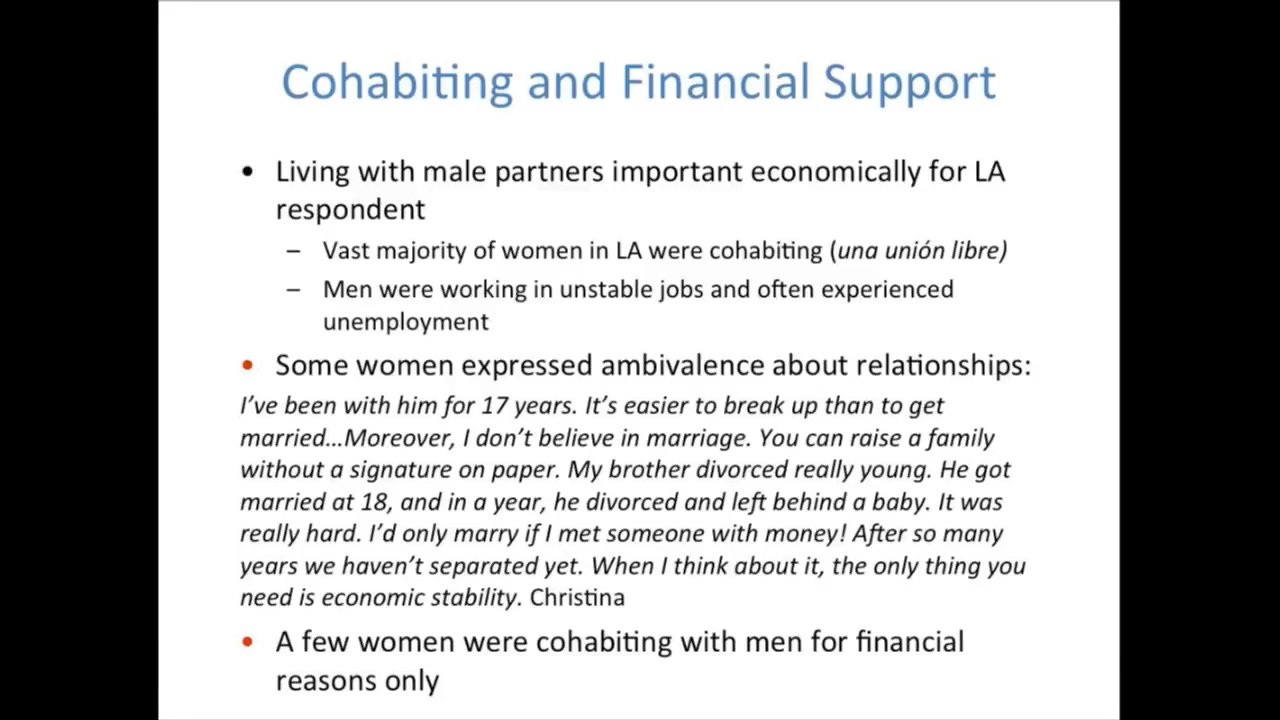 Cohabiting and Financial Support
• Living with male partners important economically for LA
respondent
– Vast majority of women in LA were cohabiting (una unión libre)
– Men were working in unstable jobs and often experienced
unemployment
• Some women expressed ambivalence about relationships:
I’ve been with him for 17 years. It’s easier to break up than to get
married…Moreover, I don’t believe in marriage. You can raise a family
without a signature on paper. My brother divorced really young. He got
married at 18, and in a year, he divorced and left behind a baby. It was
really hard. I’d only marry if I met someone with money! After so many
years we haven’t separated yet. When I think about it, the only thing you
need is economic stability. Christina
• A few women were cohabiting with men for financial
reasons only